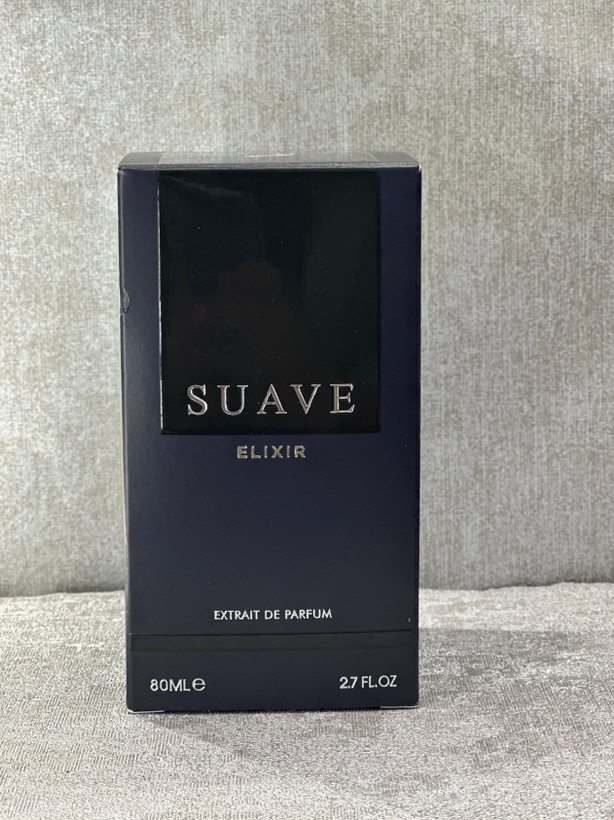 SUAVE
ELIXIR
EXTRAIT DE PARFUM
80ML℮ 2.7 FL.OZ